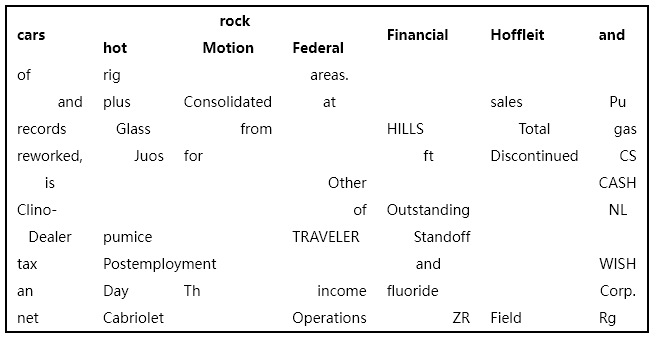 rock
cars Financial Hoffleit and
hot Motion Federal
of rig areas.
and plus Consolidated at sales Pu
records Glass from HILLS Total gas
reworked, Juos for ft Discontinued CS
is Other CASH
Clino- of Outstanding NL
Dealer pumice TRAVELER Standoff
tax Postemployment and WISH
an Day Th income fluoride Corp.
net Cabriolet Operations ZR Field Rg